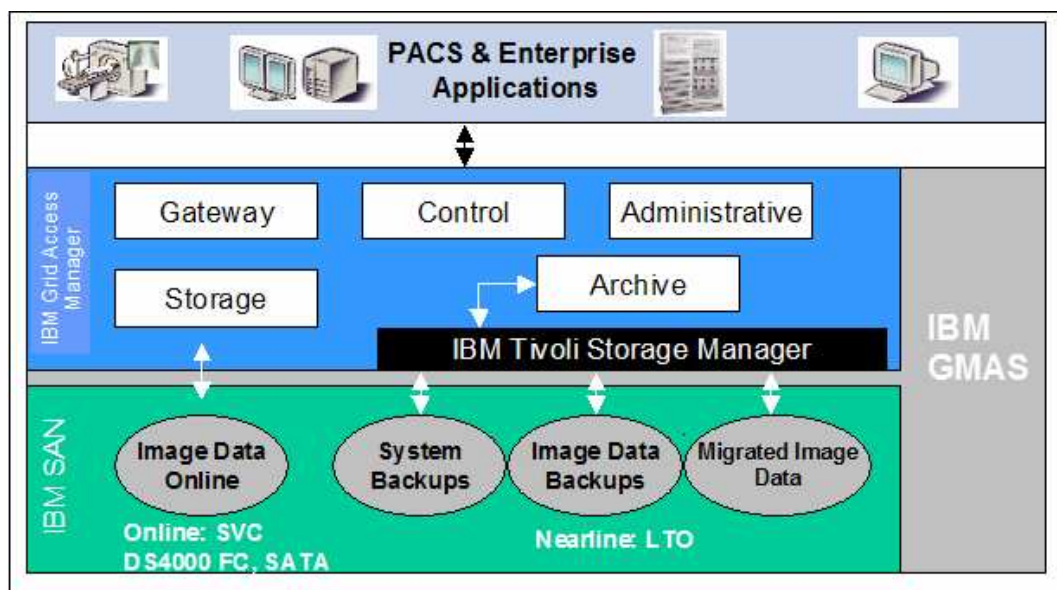 PACS & Enterprise
Applications
IBM Grid Access
Manager
Gateway
Control
Administrative
Storage
Archive
IBM Tivoli Storage Manager
IBM
GMAS
IBM SAN
Image Data
Online
System
Backups
Image Data
Backups
Migrated Image
Data
Online: SVC
DS4000 FC, SATA
Nearline: LTO